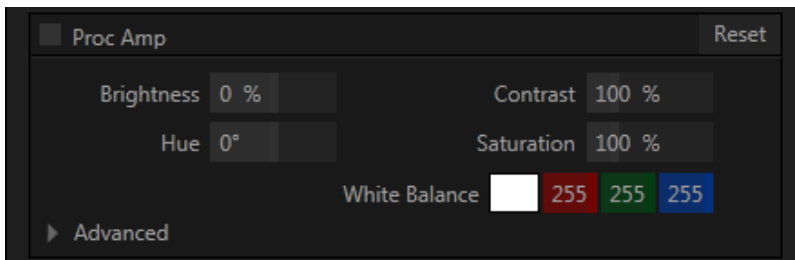 Proc Amp Reset
Brightness 0 % Contrast 100 %
Hue 0° Saturation 100 %
White Balance 255 255 255
Advanced